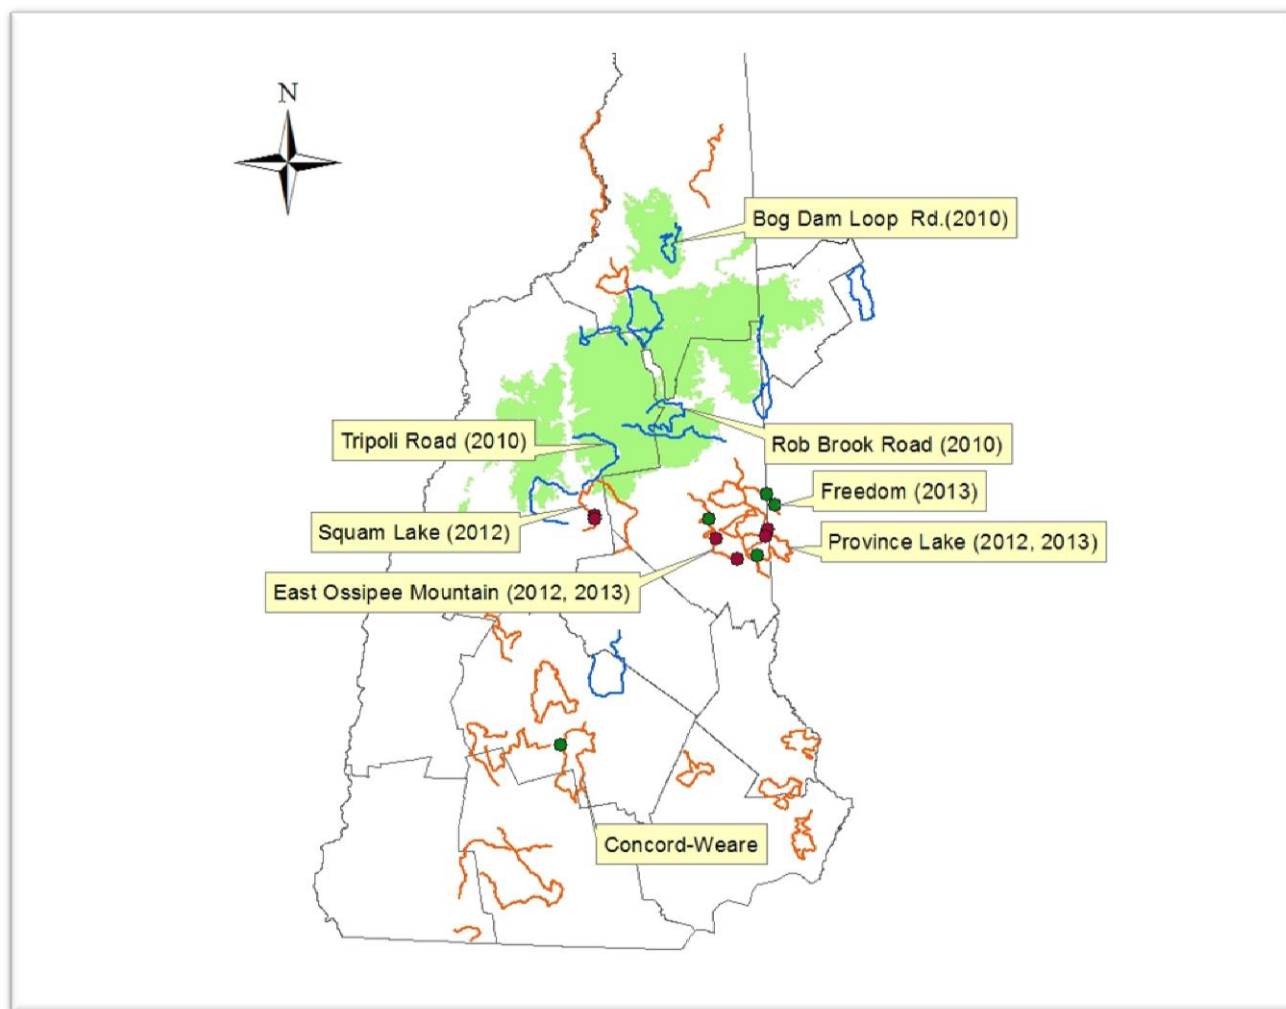 N
Bog Dam Loop Rd.(2010)
Tripoli Road (2010)
Rob Brook Road (2010)
Freedom (2013)
Squam Lake (2012)
Province Lake (2012, 2013)
East Ossipee Mountain (2012, 2013)
Concord-Weare